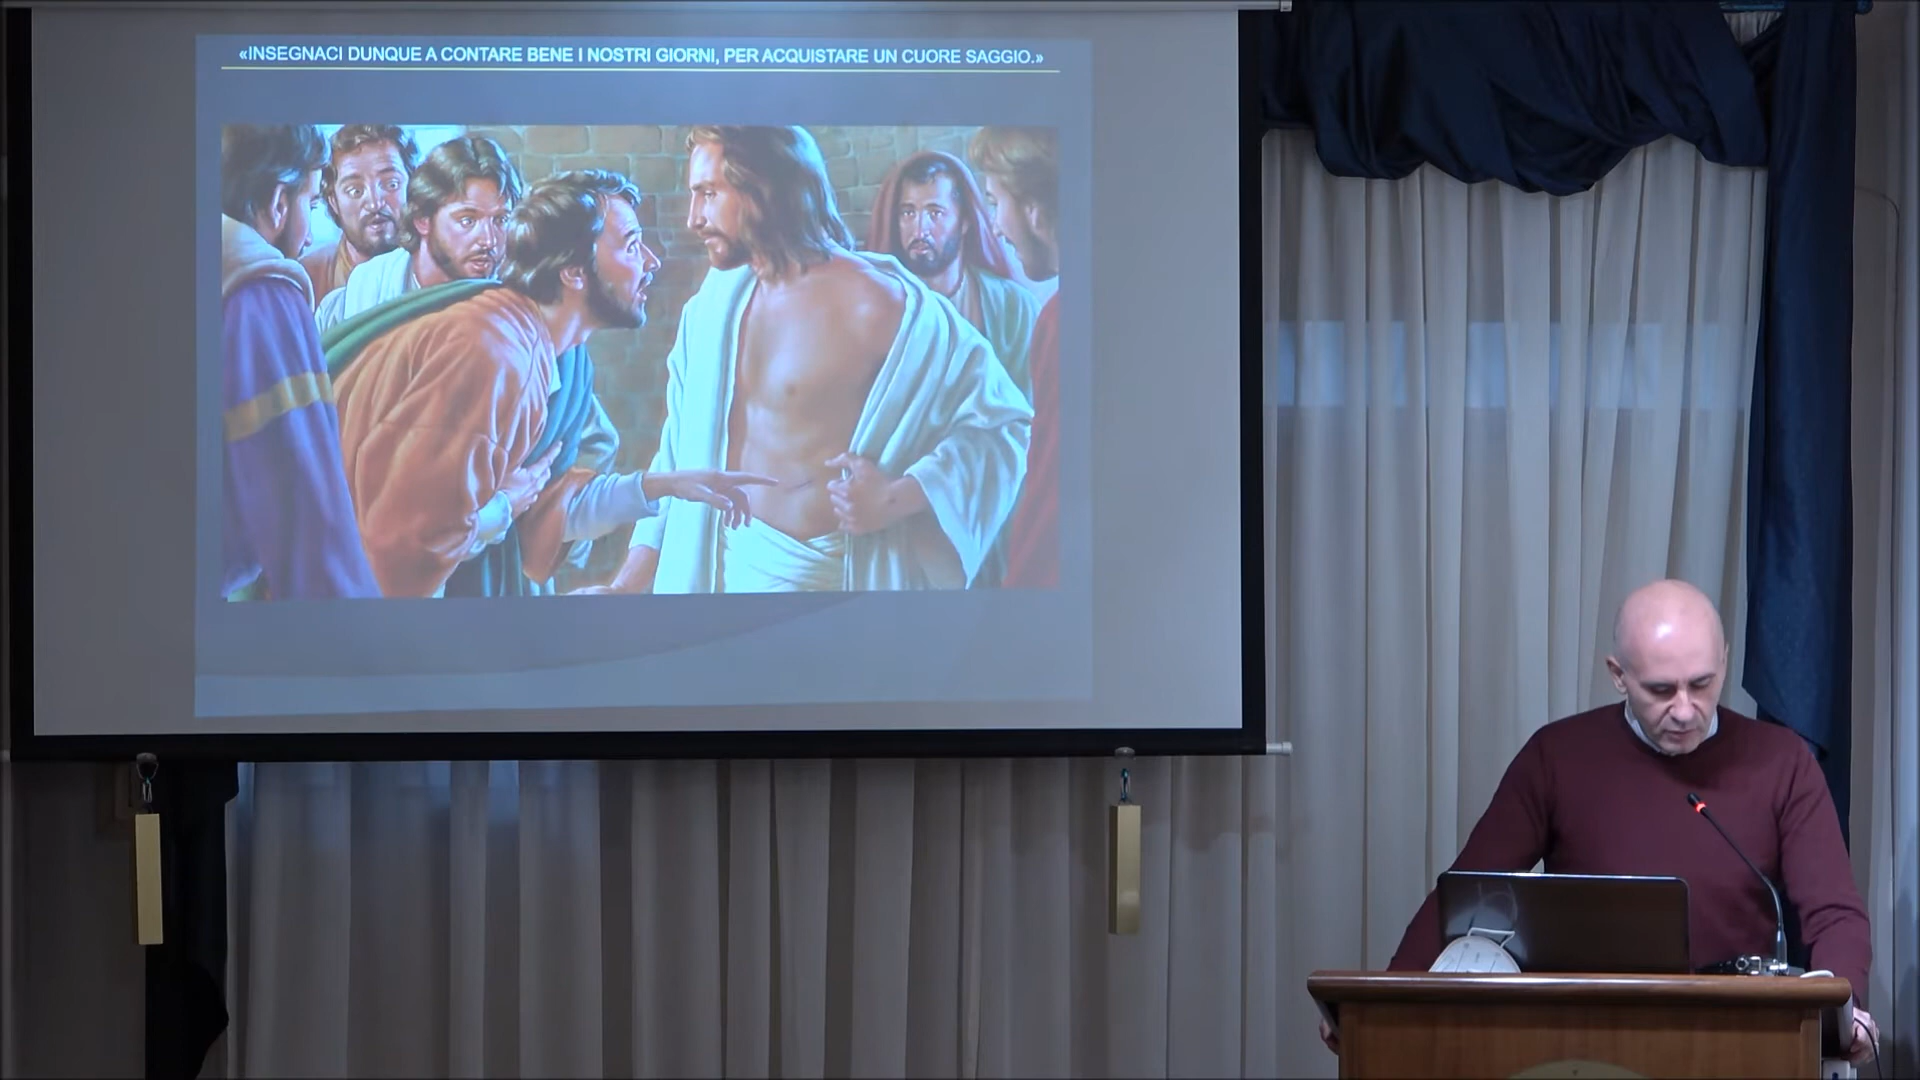 «INSEGNACI DUNQUE A CONTARE BENE I NOSTRI GIORNI, PER ACQUISTARE UN CUORE SAGGIO.»